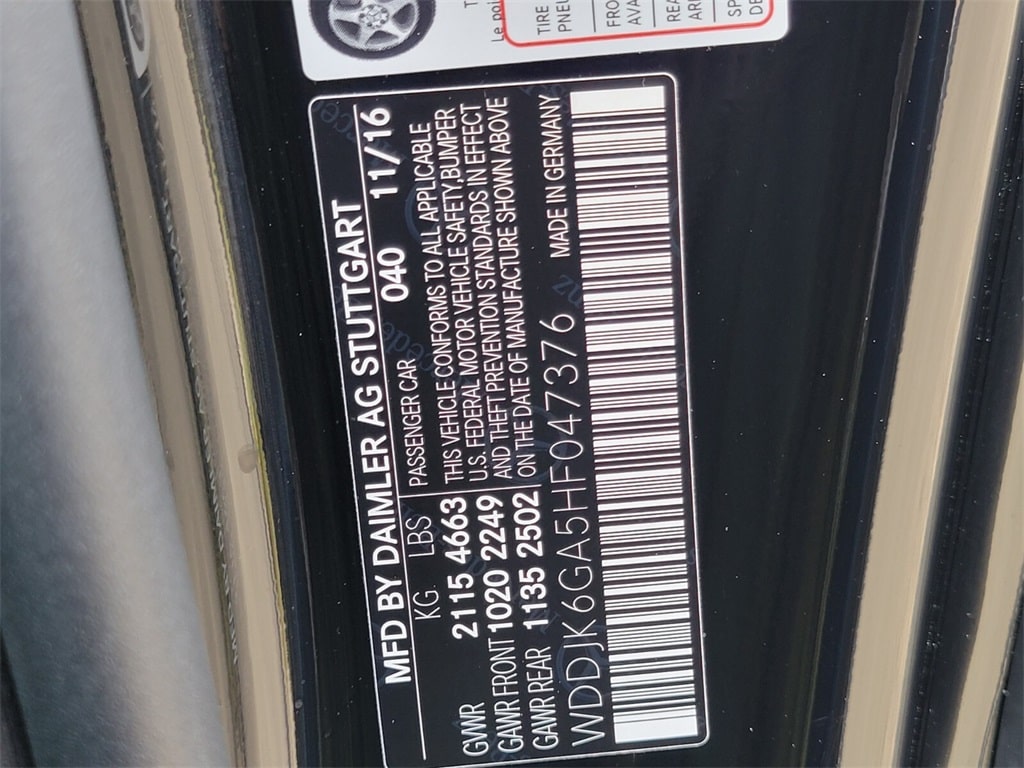 MFD BY DAIMLER AG STUTTGART
040 11/16
KG LBS PASSENGER CAR
GWR 2115 4663
GAWR FRONT 1020 2249
GAWR REAR 1135 2502
THIS VEHICLE CONFORMS TO ALL APPLICABLE
U.S. FEDERAL MOTOR VEHICLE SAFETY,BUMPER
AND THEFT PREVENTION STANDARDS IN EFFECT
ON THE DATE OF MANUFACTURE SHOWN ABOVE
WDDJK6GA5HF047376 MADE IN GERMANY
TIRE